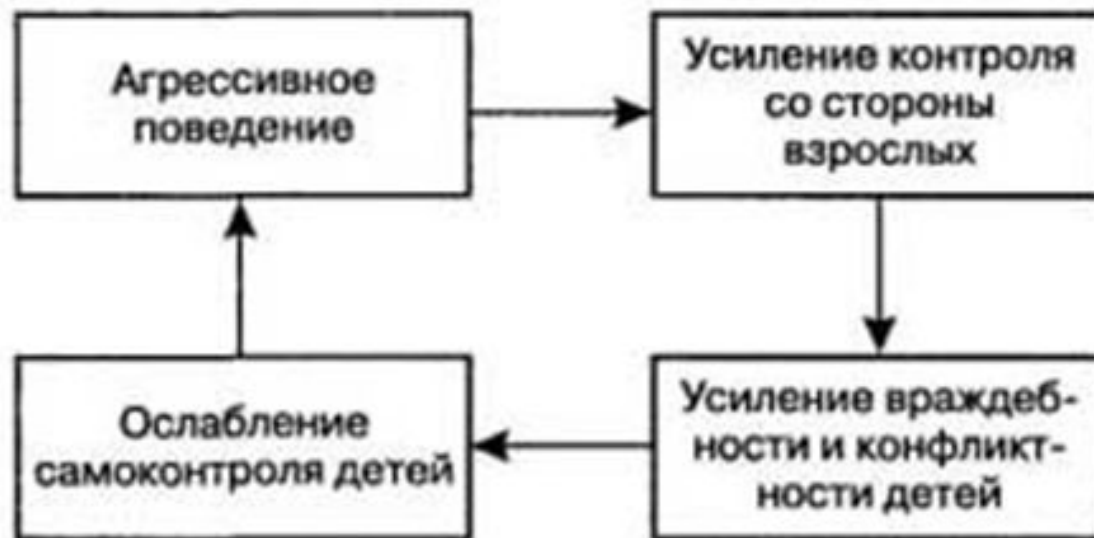 Агрессивное
поведение
Усиление контроля
со стороны
взрослых
Ослабление
самоконтроля детей
Усиление враждеб-
ности и конфликт-
ности детей